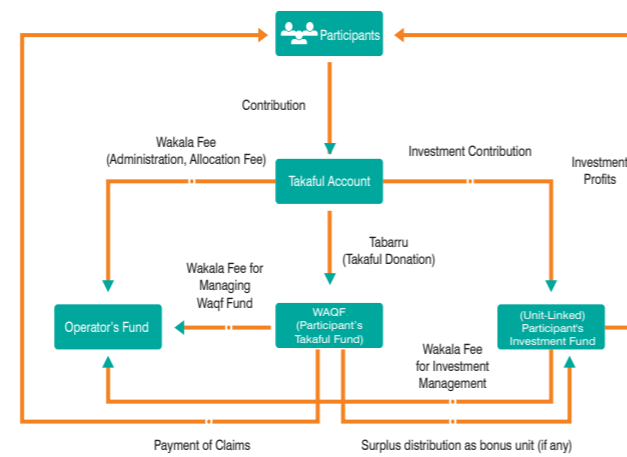 Participants
Contribution
Wakala Fee
(Administration, Allocation Fee)
Investment Contribution
Investment
Profits
Takaful Account
Tabarru
(Takaful Donation)
Wakala Fee for
Managing
Waqf Fund
Operator's Fund
WAQF
(Participant's
Takaful Fund)
(Unit-Linked)
Participant's
Investment Fund
Wakala Fee
for Investment
Management
Payment of Claims
Surplus distribution as bonus unit (if any)